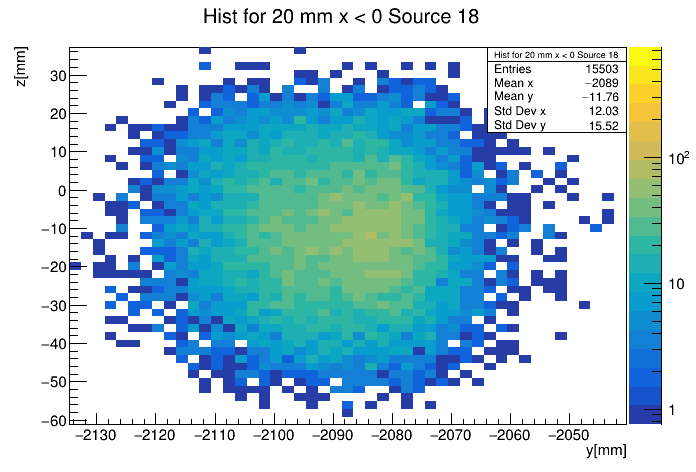 Hist for 20 mm x < 0 Source 18
z[mm]
Hist for 20 mm x < 0 Source 18
Entries 15503
Mean x −2089
Mean y −11.76
Std Dev x 12.03
Std Dev y 15.52
30
20
10
0
−10
−20
−30
−40
−50
−60
10²
10
1
−2130 −2120 −2110 −2100 −2090 −2080 −2070 −2060 −2050
y[mm]